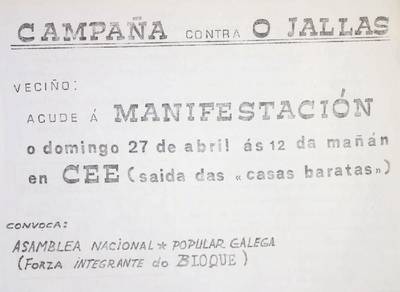 CAMPAÑA CONTRA O JALLAS
VECIÑO:
ACUDE Á MANIFESTACIÓN
o domingo 27 de abril ás 12 da mañán
en CEE (saida das «casas baratas»)
CONVOCA:
ASAMBLEA NACIONAL * POPULAR GALEGA
(FORZA INTEGRANTE do BLOQUE)